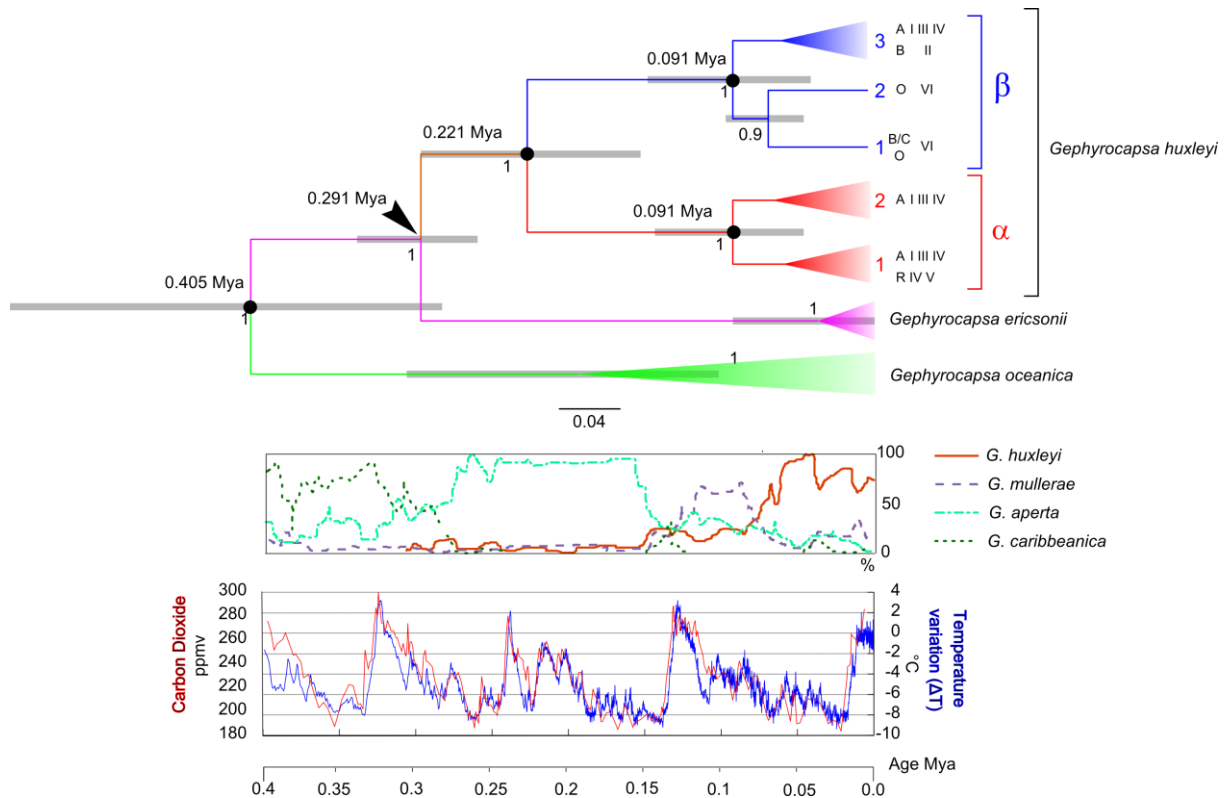 A I III IV
3
B II
0.091 Mya
1
β
2 O VI
0.9
0.221 Mya
1
B/C
1 VI
O
Gephyrocapsa huxleyi
0.291 Mya
1
2 A I III IV
0.091 Mya
1
α
A I III IV
1
R IV V
0.405 Mya
1
1
Gephyrocapsa ericsonii
1
Gephyrocapsa oceanica
0.04
100
50
0
%
G. huxleyi
G. mullerae
G. aperta
G. caribbeanica
Carbon Dioxide
ppmv
300
280
260
240
220
200
180
4
2
0
-2
-4
-6
-8
-10
°C
Temperature
variation (ΔT)
Age Mya
0.4 0.35 0.3 0.25 0.2 0.15 0.1 0.05 0.0